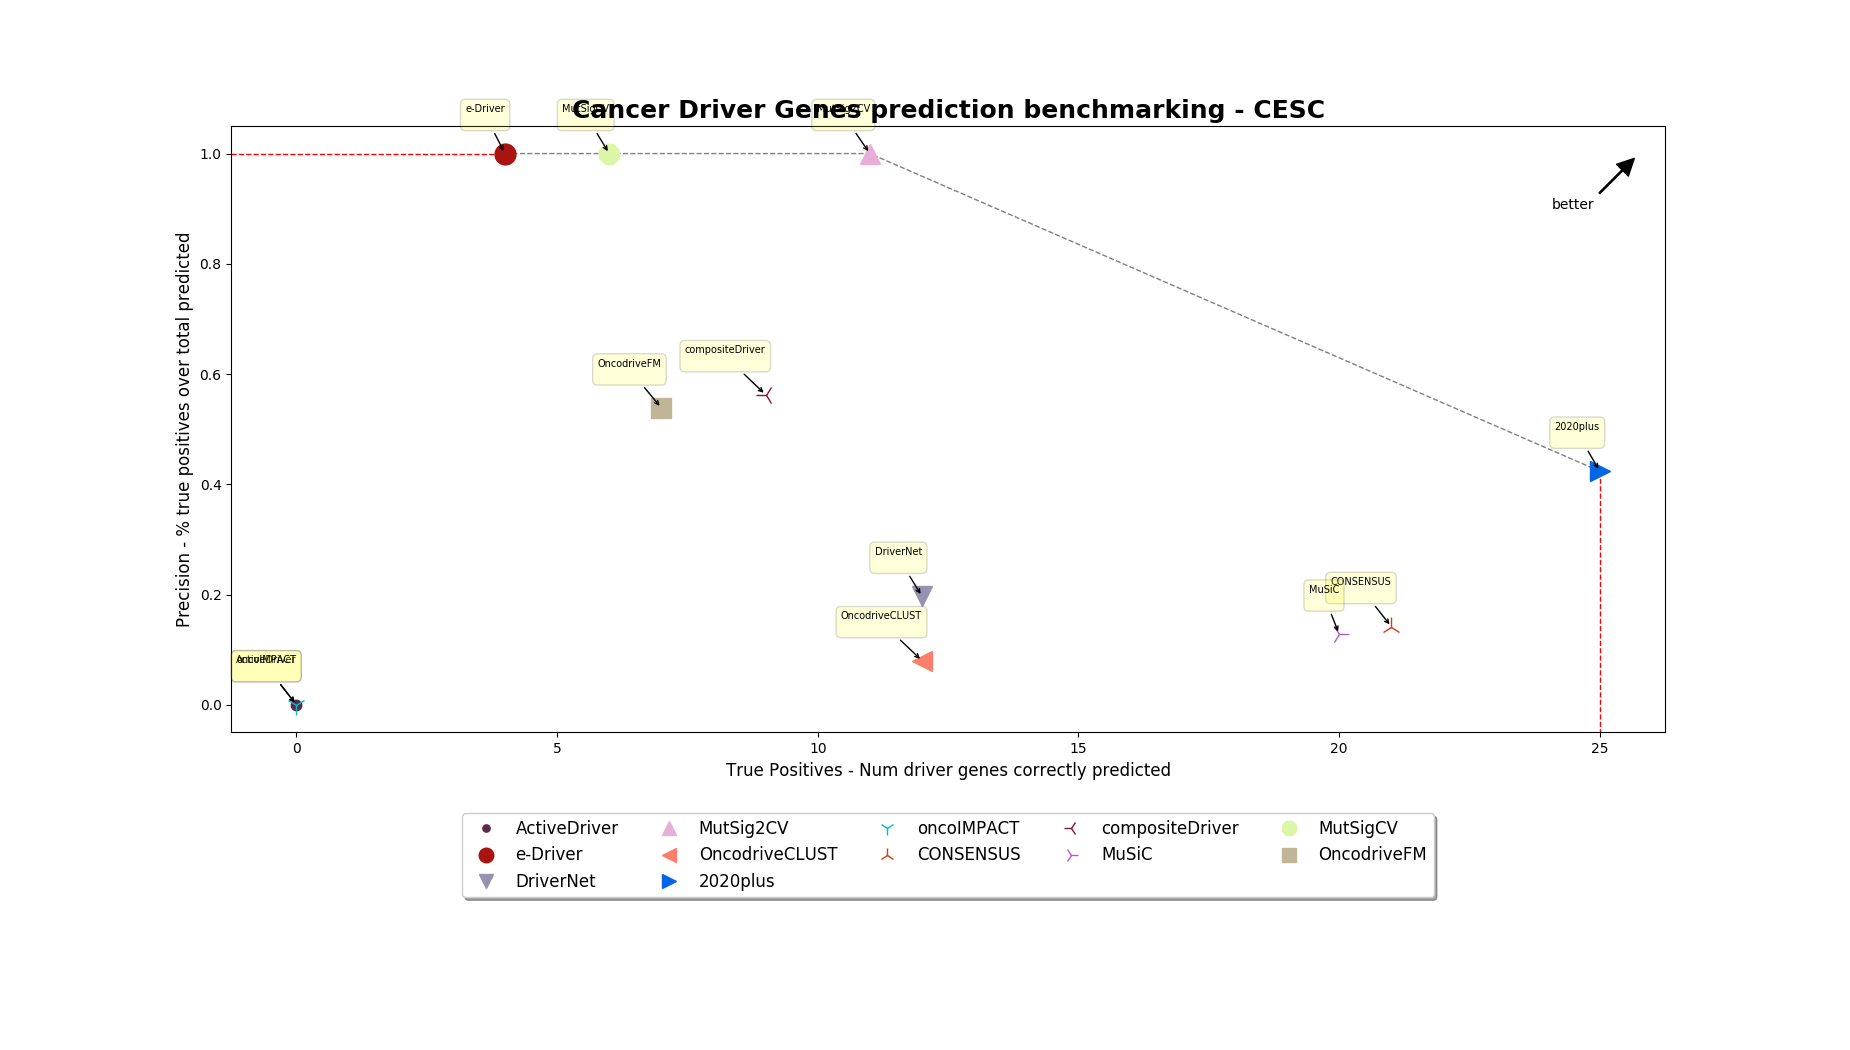 Cancer Driver Genes prediction benchmarking - CESC
e-Driver
MutSigCV
MutSig2CV
1.0
0.8
0.6
0.4
0.2
0.0
Precision - % true positives over total predicted
better
compositeDriver
OncodriveFM
2020plus
DriverNet
CONSENSUS
MuSiC
OncodriveCLUST
0
5
10
15
20
25
True Positives - Num driver genes correctly predicted
ActiveDriver
MutSig2CV
oncoIMPACT
compositeDriver
MutSigCV
e-Driver
OncodriveCLUST
CONSENSUS
MuSiC
OncodriveFM
DriverNet
2020plus